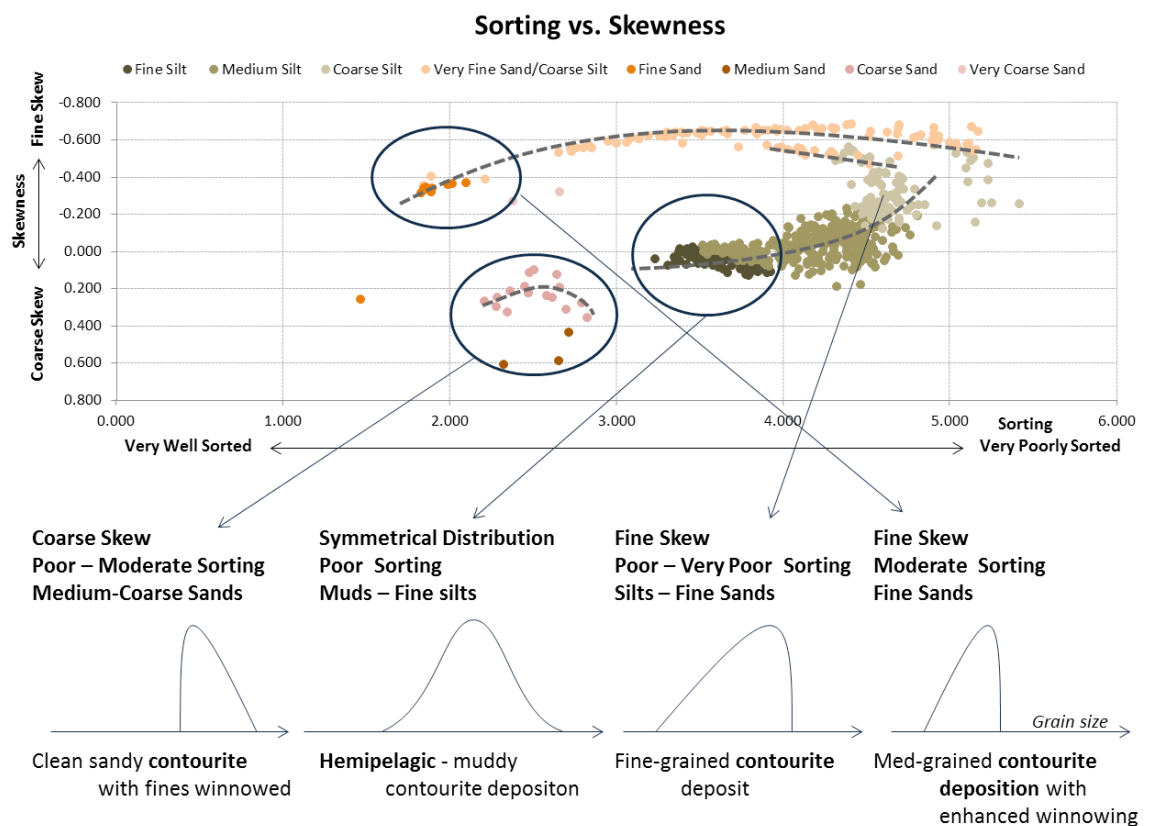 Sorting vs. Skewness
Fine Silt
Medium Silt
Coarse Silt
Very Fine Sand/Coarse Silt
Fine Sand
Medium Sand
Coarse Sand
Very Coarse Sand
Fine Skew
Skewness
Coarse Skew
-0.800
-0.600
-0.400
-0.200
0.000
0.200
0.400
0.600
0.800
0.000
1.000
2.000
3.000
4.000
5.000
6.000
Sorting
Very Well Sorted
Very Poorly Sorted
Coarse Skew
Poor – Moderate Sorting
Medium-Coarse Sands
Symmetrical Distribution
Poor Sorting
Muds – Fine silts
Fine Skew
Poor – Very Poor Sorting
Silts – Fine Sands
Fine Skew
Moderate Sorting
Fine Sands
Grain size
Clean sandy contourite
with fines winnowed
Hemipelagic - muddy
contourite depositon
Fine-grained contourite
deposit
Med-grained contourite
deposition with
enhanced winnowing